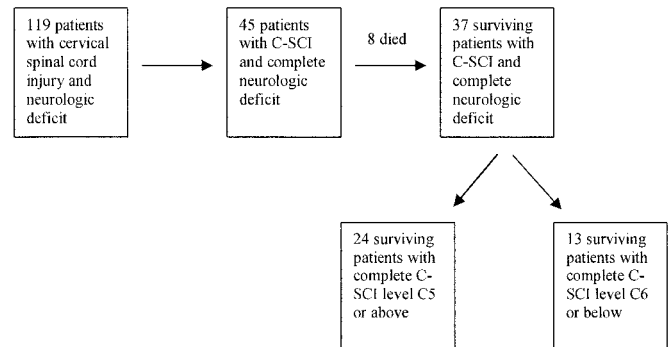 119 patients
with cervical
spinal cord
injury and
neurologic
deficit
45 patients
with C-SCI
and complete
neurologic
deficit
8 died
37 surviving
patients with
C-SCI and
complete
neurologic
deficit
24 surviving
patients with
complete C-
SCI level C5
or above
13 surviving
patients with
complete C-
SCI level C6
or below